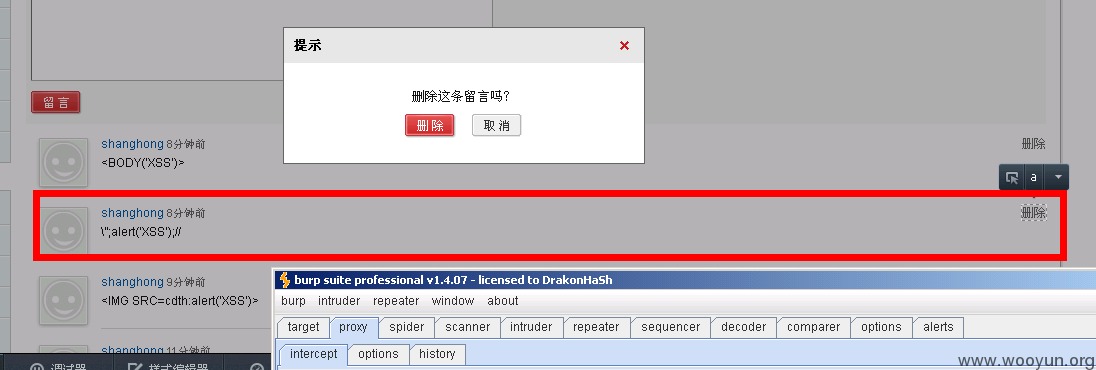 提示
删除这条留言吗?
删 除 取 消
留 言
shanghong 8分钟前 删除
<BODY('XSS')>
a
shanghong 8分钟前 删除
\";alert('XSS');//
shanghong 9分钟前
<IMG SRC=cdth:alert('XSS')>
shanghong 11分钟前
burp suite professional v1.4.07 - licensed to DrakonHaSh
burp intruder repeater window about
target proxy spider scanner intruder repeater sequencer decoder comparer options alerts
intercept options history
调试器 样式编辑器
www.wooyun.org